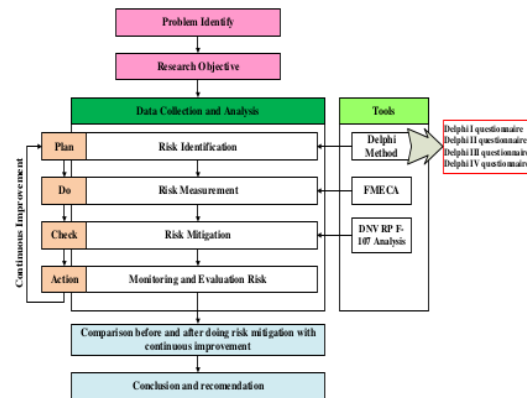 Problem Identify
Research Objective
Data Collection and Analysis
Tools
Plan
Risk Identification
Delphi
Method
Delphi I questionnaire
Delphi II questionnaire
Delphi III questionnaire
Delphi IV questionnaire
Do
Risk Measurement
FMECA
Check
Risk Mitigation
DNV RP F-
107 Analysis
Action
Monitoring and Evaluation Risk
Continuous Improvement
Comparison before and after doing risk mitigation with
continuous improvement
Conclusion and recomendation